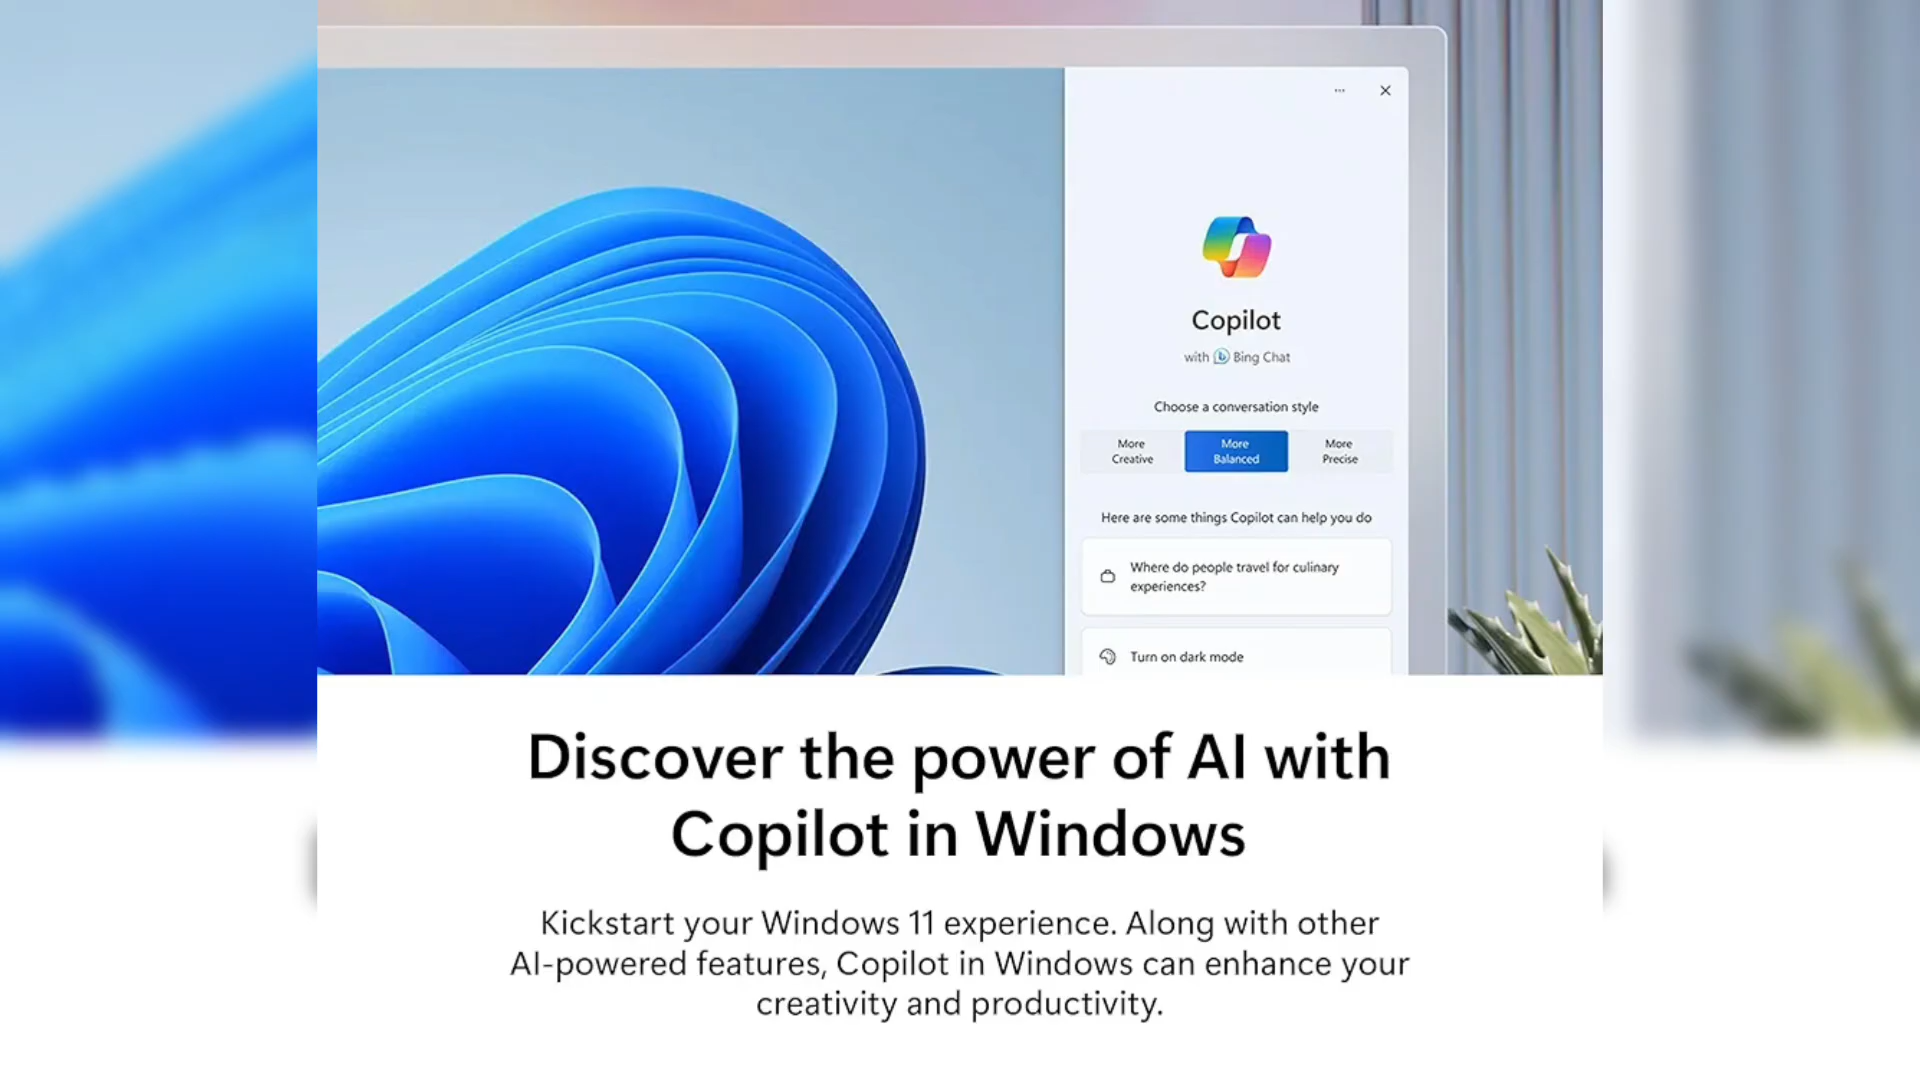 Copilot
with Bing Chat
Choose a conversation style
More
Creative
More
Balanced
More
Precise
Here are some things Copilot can help you do
Where do people travel for culinary
experiences?
Turn on dark mode
Discover the power of AI with
Copilot in Windows
Kickstart your Windows 11 experience. Along with other
AI-powered features, Copilot in Windows can enhance your
creativity and productivity.